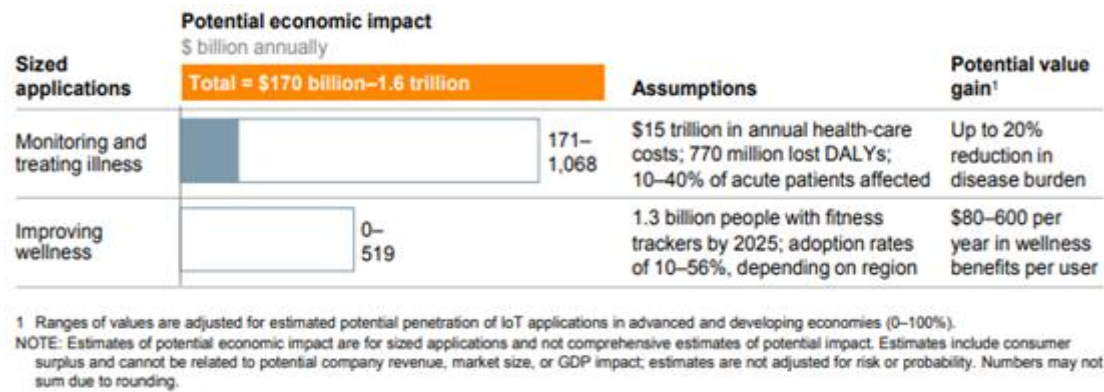 Potential economic impact
$ billion annually
Sized
applications
Total = $170 billion–1.6 trillion
Assumptions
Potential value
gain1
Monitoring and
treating illness
171–
1,068
$15 trillion in annual health-care
costs; 770 million lost DALYs;
10–40% of acute patients affected
Up to 20%
reduction in
disease burden
Improving
wellness
0–
519
1.3 billion people with fitness
trackers by 2025; adoption rates
of 10–56%, depending on region
$80–600 per
year in wellness
benefits per user
1 Ranges of values are adjusted for estimated potential penetration of IoT applications in advanced and developing economies (0–100%).
NOTE: Estimates of potential economic impact are for sized applications and not comprehensive estimates of potential impact. Estimates include consumer
surplus and cannot be related to potential company revenue, market size, or GDP impact; estimates are not adjusted for risk or probability. Numbers may not
sum due to rounding.